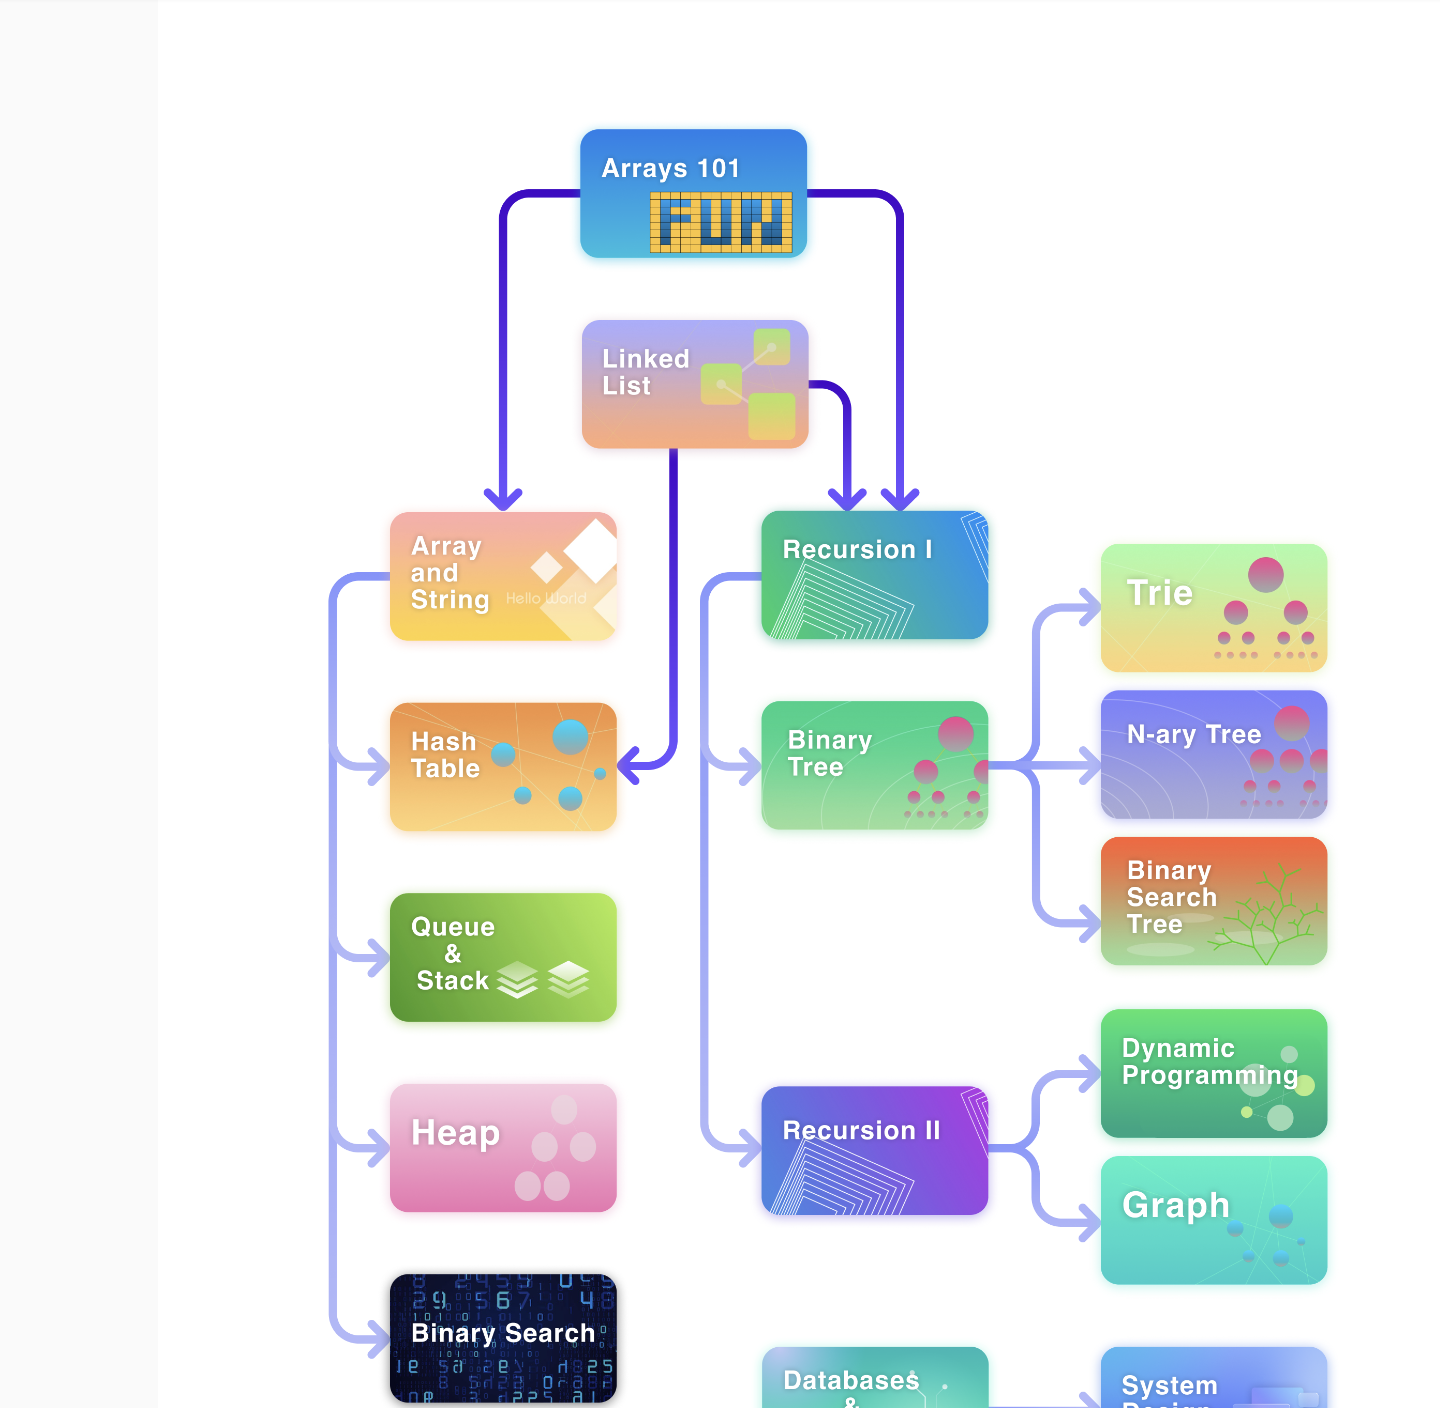 Arrays 101
FUN
Linked
List
Array
and
String
Hello World
Recursion I
Trie
Hash
Table
Binary
Tree
N-ary Tree
Binary
Search
Tree
Queue
&
Stack
Dynamic
Programming
Heap
Recursion II
Graph
Binary Search
Databases
&
System
Design